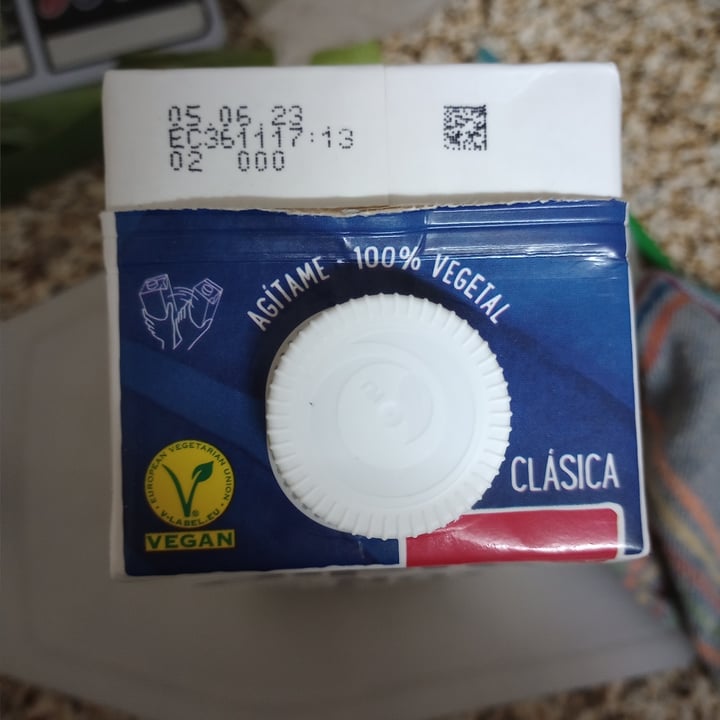 05.06.23
EC361117:13
02 000
AGÍTAME · 100% VEGETAL
CLÁSICA
EUROPEAN VEGETARIAN UNION
V-LABEL.EU
VEGAN